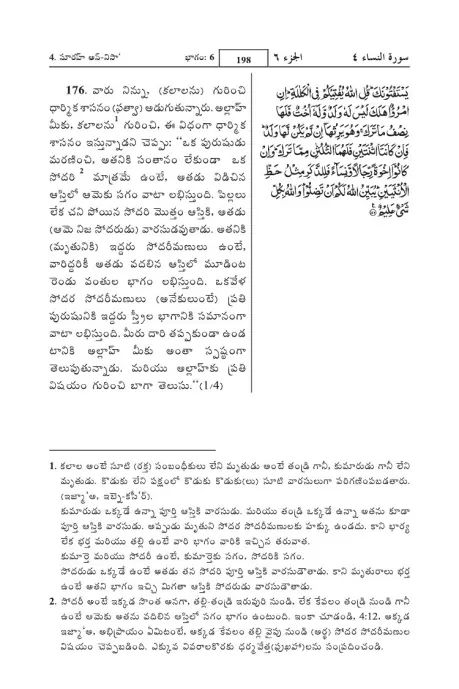 4. సూరహ్ అన్-నిసా'
భాగం: 6
198
الجزء ٦
سورة النساء ٤
176. వారు నిన్ను, (కలాలను) గురించి
ధార్మిక శాసనం (ఫత్వా) అడుగుతున్నారు. అల్లాహ్
మీకు, కలాలను1 గురించి, ఈ విధంగా ధార్మిక
శాసనం ఇస్తున్నాడని చెప్పు: "ఒక పురుషుడు
మరణించి, అతనికి సంతానం లేకుండా ఒక
సోదరి 2 మాత్రమే ఉంటే, అతడు విడిచిన
ఆస్తిలో ఆమెకు సగం వాటా లభిస్తుంది. పిల్లలు
లేక చని పోయిన సోదరి మొత్తం ఆస్తికి, అతడు
(ఆమె నిజ సోదరుడు) వారసుడవుతాడు. అతనికి
(మృతునికి) ఇద్దరు సోదరీమణులు ఉంటే,
వారిద్దరికీ అతడు వదలిన ఆస్తిలో మూడింట
రెండు వంతుల భాగం లభిస్తుంది. ఒకవేళ
సోదర సోదరీమణులు (అనేకులుంటే) ప్రతి
పురుషునికి ఇద్దరు స్త్రీల భాగానికి సమానంగా
వాటా లభిస్తుంది. మీరు దారి తప్పకుండా ఉండ
టానికి అల్లాహ్ మీకు అంతా స్పష్టంగా
తెలుపుతున్నాడు. మరియు అల్లాహ్‌కు ప్రతి
విషయం గురించి బాగా తెలుసు."(1/4)
يَسْتَفْتُونَكَ قُلِ اللَّهُ يُفْتِيكُمْ فِي الْكَلَالَةِ إِنِ
امْرُؤٌا هَلَكَ لَيْسَ لَهُ وَلَدٌ وَلَهُ أُخْتٌ فَلَهَا
نِصْفُ مَا تَرَكَ وَهُوَ يَرِثُهَا إِنْ لَمْ يَكُنْ لَهَا وَلَدٌ
فَإِنْ كَانَتَا اثْنَتَيْنِ فَلَهُمَا الثُّلُثَانِ مِمَّا تَرَكَ وَإِنْ
كَانُوا إِخْوَةً رِجَالًا وَنِسَاءً فَلِلذَّكَرِ مِثْلُ حَظِّ
الْأُنْثَيَيْنِ يُبَيِّنُ اللَّهُ لَكُمْ أَنْ تَضِلُّوا وَاللَّهُ بِكُلِّ
شَيْءٍ عَلِيمٌ
1. కలాల అంటే సూటి (రక్త) సంబంధీకులు లేని మృతుడు అంటే తండ్రి గానీ, కుమారుడు గానీ లేని
మృతుడు. కొడుకు లేని పక్షంలో కొడుకు కొడుకు(లు) సూటి వారసులుగా పరిగణింపబడతారు.
(ఇజ్మా'అ, ఇబ్నె-కసీ'ర్).
కుమారుడు ఒక్కడే ఉన్నా పూర్తి ఆస్తికి వారసుడు. మరియు తండ్రి ఒక్కడే ఉన్నా అతను కూడా
పూర్తి ఆస్తికి వారసుడు. అప్పుడు మృతుని సోదర సోదరీమణులకు హక్కు ఉండదు. కాని భార్య
లేక భర్త మరియు తల్లి ఉంటే వారి భాగం వారికి ఇచ్చిన తరువాత.
కుమార్తె మరియు సోదరీ ఉంటే, కుమార్తెకు సగం, సోదరికి సగం.
సోదరుడు ఒక్కడే ఉంటే అతడు తన సోదరి పూర్తి ఆస్తికి వారసుడౌతాడు. కాని మృతురాలు భర్త
ఉంటే అతని భాగం ఇచ్చి మిగతా ఆస్తికి వారసుడౌతాడు.
2. సోదరీ అంటే ఇక్కడ సొంత అనగా, తల్లి-తండ్రి ఇరువురి నుండి, లేక కేవలం తండ్రి నుండి గానీ
ఉంటే ఆమెకు అతను వదిలిన ఆస్తిలో సగం భాగం ఉంటుంది. ఇంకా చూడండి, 4:12, అక్కడ
ఇజ్మా'అ, అభిప్రాయం ఏమిటంటే, అక్కడ కేవలం తల్లి వైపు నుండి (అర్థ) సోదర సోదరీమణుల
విషయం చెప్పబడింది. ఎక్కువ వివరాలకొరకు ధర్మవేత్త(ఫుఖహా)లను సంప్రదించండి.